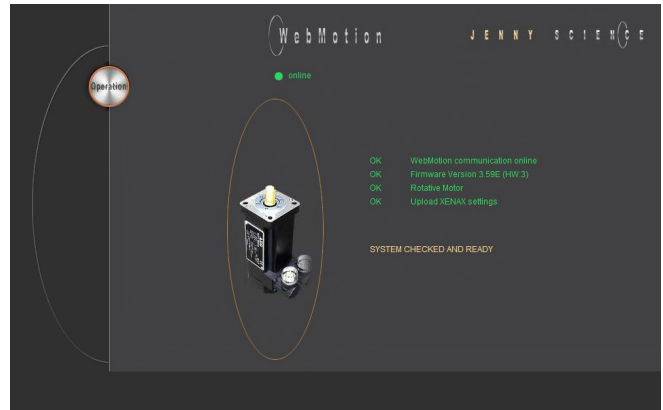 WebMotion
JENNY SCIENCE
online
Operation
OK WebMotion communication online
OK Firmware Version 3.59E (HW:3)
OK Rotative Motor
OK Upload XENAX settings
SYSTEM CHECKED AND READY